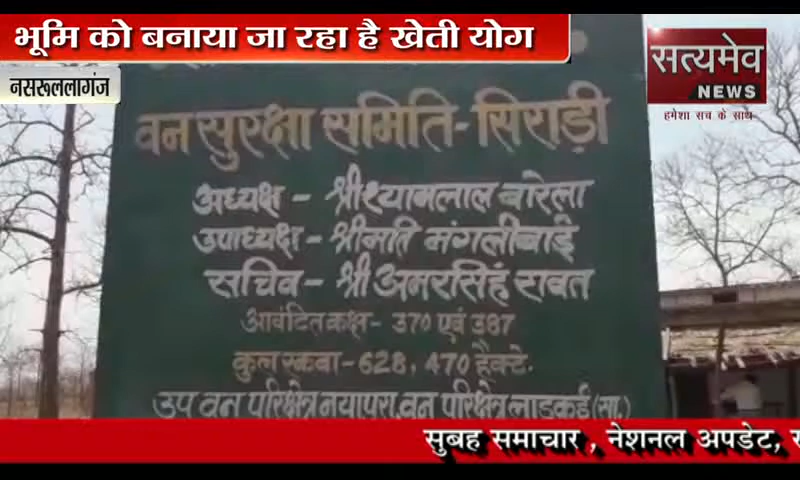 भूमि को बनाया जा रहा है खेती योग
नसरूललागंज
सत्यमेव
NEWS
हमेशा सच के साथ
वन सुरक्षा समिति-सिराड़ी
अध्यक्ष - श्री श्यामलाल बारेला
उपाध्यक्ष - श्रीमति मंगलीबाई
सचिव - श्री अमरसिंह रावत
आवंटित कक्ष - 370 एवं 387
कुल रकवा - 628,470 हैक्टे.
उप वन परिक्षेत्र नयापुरा, वन परिक्षेत्र लाडकुई (सा.)
सुबह समाचार , नेशनल अपडेट,